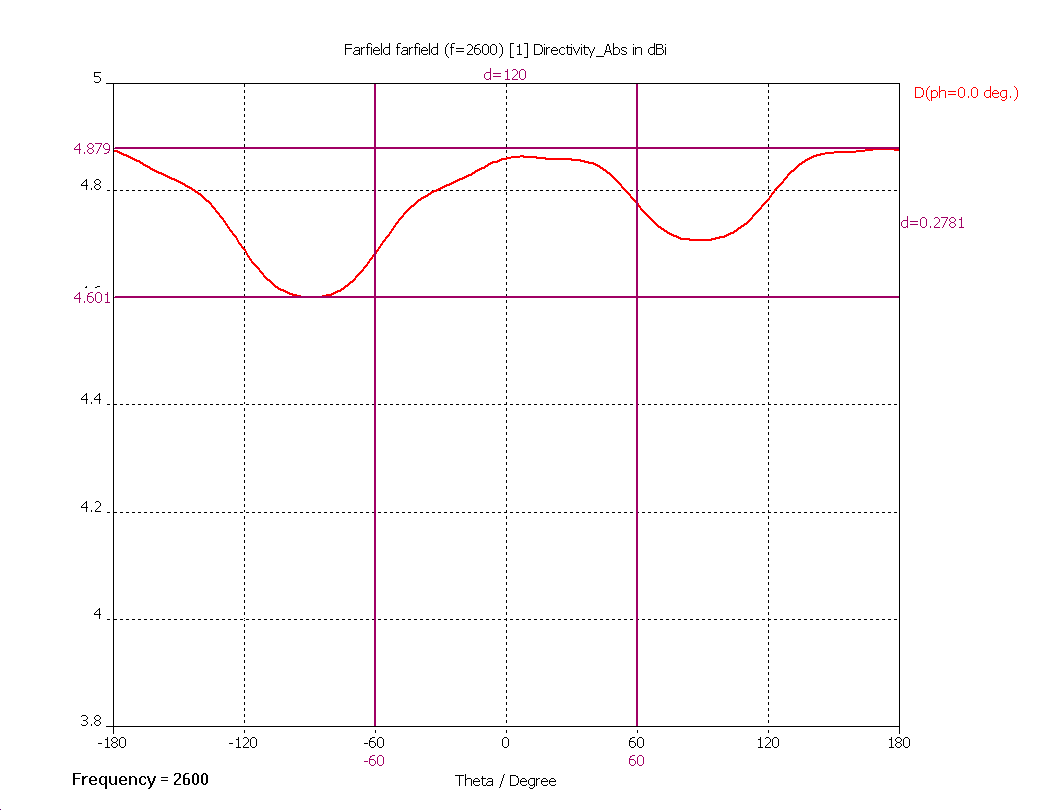 Farfield farfield (f=2600) [1] Directivity_Abs in dBi
d=120
5
D(ph=0.0 deg.)
4.879
4.8
d=0.2781
4.601
4.4
4.2
4
3.8
-180 -120 -60 0 60 120 180
-60 60
Frequency = 2600
Theta / Degree